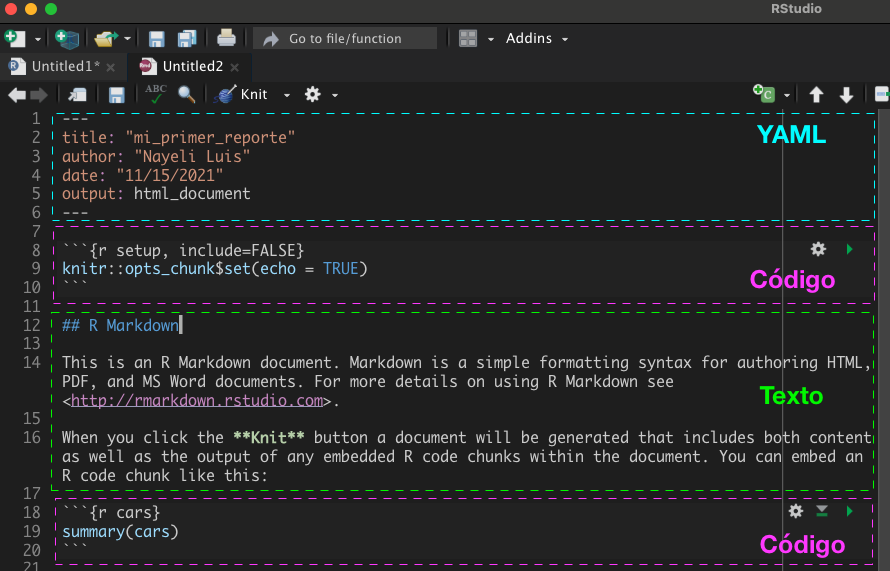 RStudio
Go to file/function
Addins
Untitled1*
Rmd
Untitled2
ABC
Knit
C
1 ---
YAML
2 title: "mi_primer_reporte"
3 author: "Nayeli Luis"
4 date: "11/15/2021"
5 output: html_document
6 ---
7
8 ```{r setup, include=FALSE}
9 knitr::opts_chunk$set(echo = TRUE)
Código
10 ```
11
12 ## R Markdown
13
14 This is an R Markdown document. Markdown is a simple formatting syntax for authoring HTML,
PDF, and MS Word documents. For more details on using R Markdown see
<http://rmarkdown.rstudio.com>.
Texto
15
16 When you click the **Knit** button a document will be generated that includes both content
as well as the output of any embedded R code chunks within the document. You can embed an
R code chunk like this:
17
18 ```{r cars}
19 summary(cars)
20 ```
Código
21